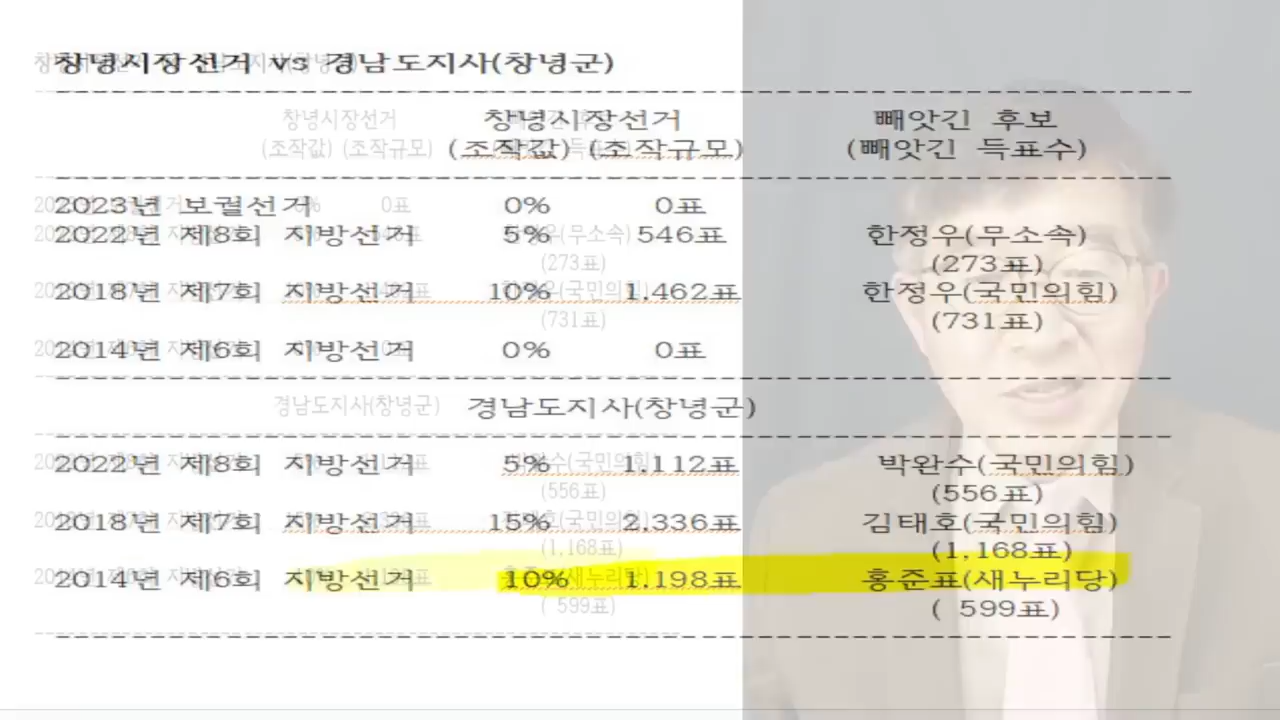 창녕시장선거 vs 경남도지사(창녕군)
창녕시장선거 빼앗긴 후보
(조작값) (조작규모) (빼앗긴 득표수)
2023년 보궐선거 0% 0표
2022년 제8회 지방선거 5% 546표 한정우(무소속)
(273표)
2018년 제7회 지방선거 10% 1.462표 한정우(국민의힘)
(731표)
2014년 제6회 지방선거 0% 0표
경남도지사(창녕군)
2022년 제8회 지방선거 5% 1.112표 박완수(국민의힘)
(556표)
2018년 제7회 지방선거 15% 2.336표 김태호(국민의힘)
(1.168표)
2014년 제6회 지방선거 10% 1.198표 홍준표(새누리당)
( 599표)